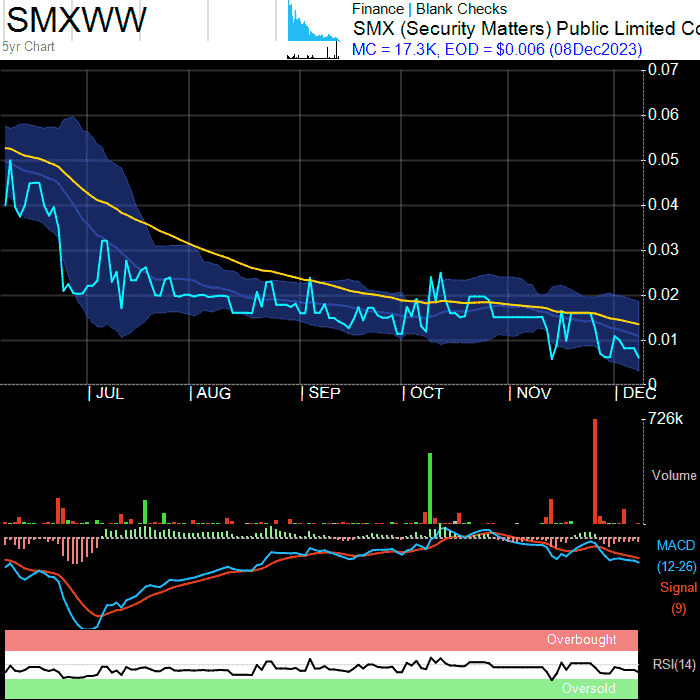 SMXWW
5yr Chart
Finance | Blank Checks
SMX (Security Matters) Public Limited Co
MC = 17.3K, EOD = $0.006 (08Dec2023)
0.07
0.06
0.05
0.04
0.03
0.02
0.01
0
JUL AUG SEP OCT NOV DEC
726k
Volume
MACD
(12-26)
Signal
(9)
Overbought
RSI(14)
Oversold